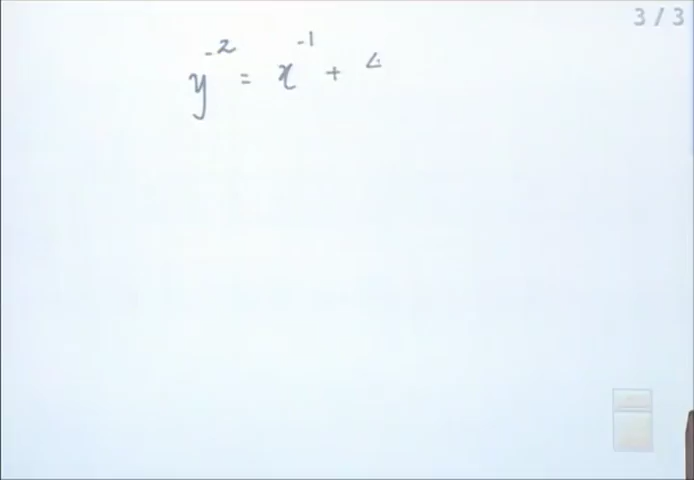 3 / 3
y⁻² = x⁻¹ +